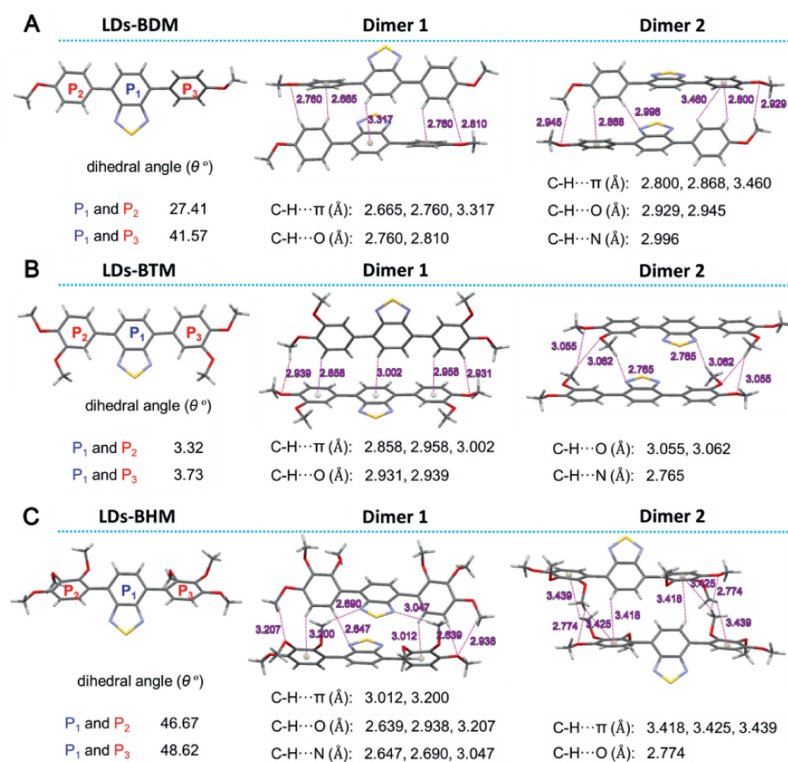 A LDs-BDM Dimer 1 Dimer 2
P2 P1 P3
2.760 2.665 3.317 2.760 2.810
2.945 2.868 2.996 3.460 2.800 2.929
dihedral angle (θ °)
P1 and P2 27.41
P1 and P3 41.57
C-H···π (Å): 2.665, 2.760, 3.317
C-H···O (Å): 2.760, 2.810
C-H···π (Å): 2.800, 2.868, 3.460
C-H···O (Å): 2.929, 2.945
C-H···N (Å): 2.996
B LDs-BTM Dimer 1 Dimer 2
P2 P1 P3
2.939 2.858 3.002 2.958 2.931
3.055 3.062 2.765 2.765 3.062 3.055
dihedral angle (θ °)
P1 and P2 3.32
P1 and P3 3.73
C-H···π (Å): 2.858, 2.958, 3.002
C-H···O (Å): 2.931, 2.939
C-H···O (Å): 3.055, 3.062
C-H···N (Å): 2.765
C LDs-BHM Dimer 1 Dimer 2
P2 P1 P3
3.207 3.200 2.690 2.647 3.047 3.012 2.639 2.938
3.439 2.774 3.425 3.418 3.418 3.425 2.774 3.439
dihedral angle (θ °)
P1 and P2 46.67
P1 and P3 48.62
C-H···π (Å): 3.012, 3.200
C-H···O (Å): 2.639, 2.938, 3.207
C-H···N (Å): 2.647, 2.690, 3.047
C-H···π (Å): 3.418, 3.425, 3.439
C-H···O (Å): 2.774